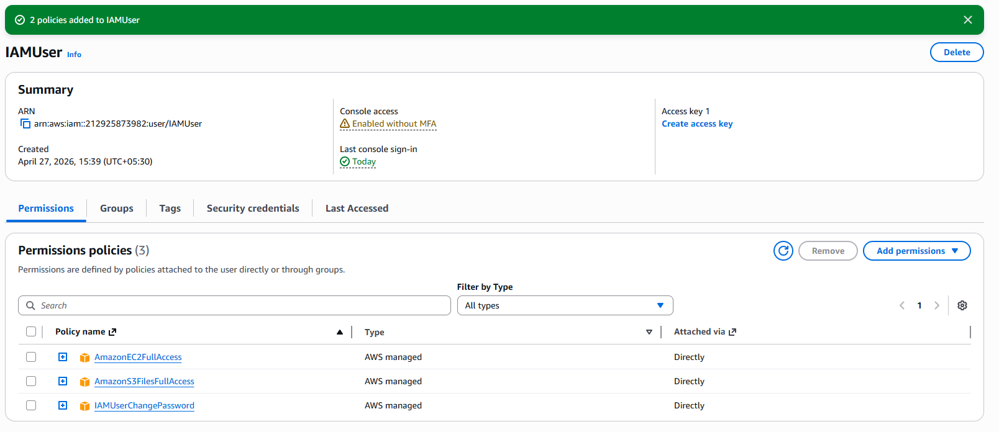 2 policies added to IAMUser
IAMUser Info
Delete
Summary
ARN
arn:aws:iam::212925873982:user/IAMUser
Created
April 27, 2026, 15:39 (UTC+05:30)
Console access
Enabled without MFA
Last console sign-in
Today
Access key 1
Create access key
Permissions Groups Tags Security credentials Last Accessed
Permissions policies (3)
Remove Add permissions
Permissions are defined by policies attached to the user directly or through groups.
Filter by Type
Search All types 1
Policy name Type Attached via
AmazonEC2FullAccess AWS managed Directly
AmazonS3FilesFullAccess AWS managed Directly
IAMUserChangePassword AWS managed Directly